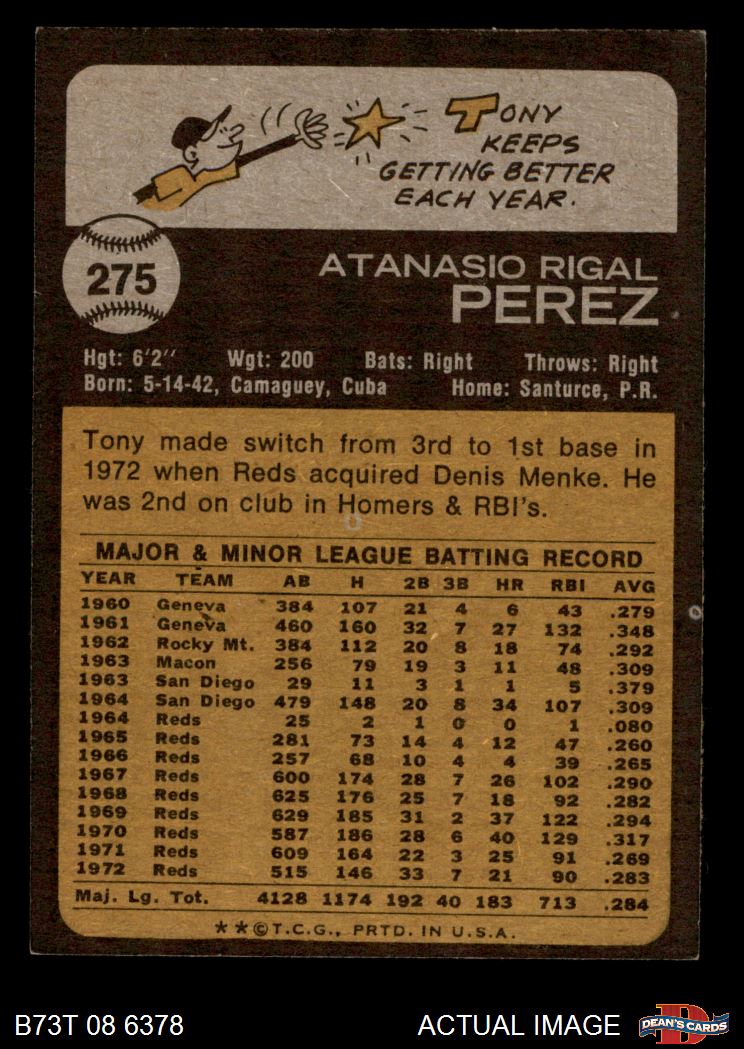 TONY
KEEPS
GETTING BETTER
EACH YEAR.
275
ATANASIO RIGAL
PEREZ
Hgt: 6'2" Wgt: 200 Bats: Right Throws: Right
Born: 5-14-42, Camaguey, Cuba Home: Santurce, P.R.
Tony made switch from 3rd to 1st base in
1972 when Reds acquired Denis Menke. He
was 2nd on club in Homers & RBI's.
MAJOR & MINOR LEAGUE BATTING RECORD
YEAR TEAM AB H 2B 3B HR RBI AVG
1960 Geneva 384 107 21 4 6 43 .279
1961 Geneva 460 160 32 7 27 132 .348
1962 Rocky Mt. 384 112 20 8 18 74 .292
1963 Macon 256 79 19 3 11 48 .309
1963 San Diego 29 11 3 1 1 5 .379
1964 San Diego 479 148 20 8 34 107 .309
1964 Reds 25 2 1 0 0 1 .080
1965 Reds 281 73 14 4 12 47 .260
1966 Reds 257 68 10 4 4 39 .265
1967 Reds 600 174 28 7 26 102 .290
1968 Reds 625 176 25 7 18 92 .282
1969 Reds 629 185 31 2 37 122 .294
1970 Reds 587 186 28 6 40 129 .317
1971 Reds 609 164 22 3 25 91 .269
1972 Reds 515 146 33 7 21 90 .283
Maj. Lg. Tot. 4128 1174 192 40 183 713 .284
**©T.C.G., PRTD. IN U.S.A.
B73T 08 6378 ACTUAL IMAGE
D
DEAN'S CARDS